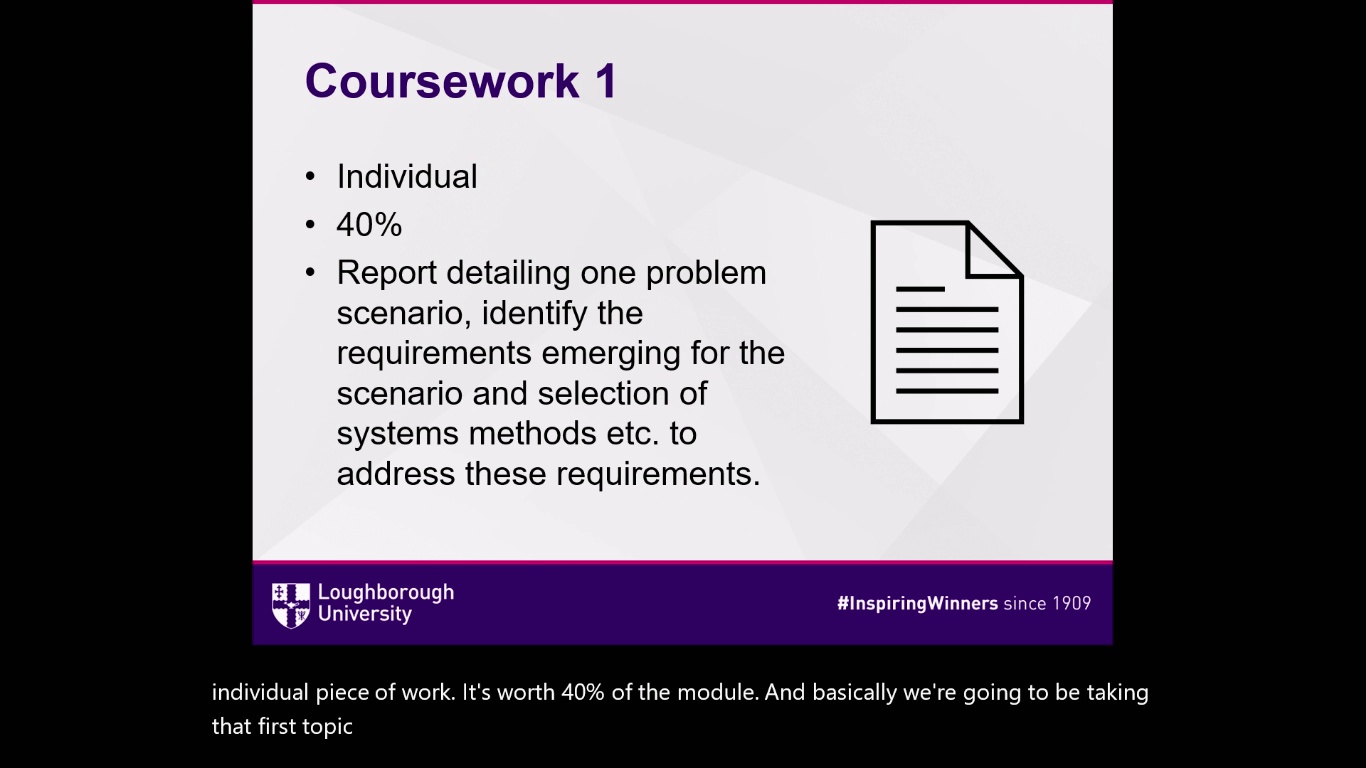 Coursework 1
• Individual
• 40%
• Report detailing one problem
scenario, identify the
requirements emerging for the
scenario and selection of
systems methods etc. to
address these requirements.
Loughborough
University
#InspiringWinners since 1909
individual piece of work. It's worth 40% of the module. And basically we're going to be taking
that first topic